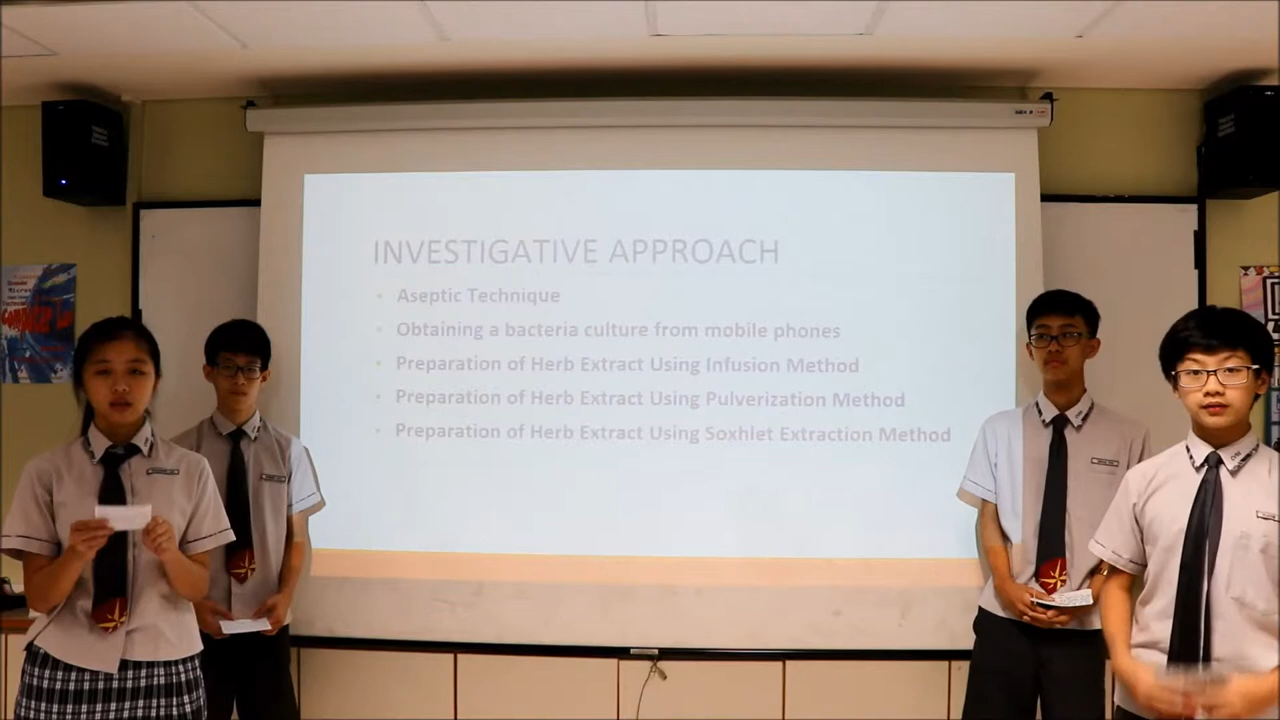 INVESTIGATIVE APPROACH
• Aseptic Technique
• Obtaining a bacteria culture from mobile phones
• Preparation of Herb Extract Using Infusion Method
• Preparation of Herb Extract Using Pulverization Method
• Preparation of Herb Extract Using Soxhlet Extraction Method
Computer